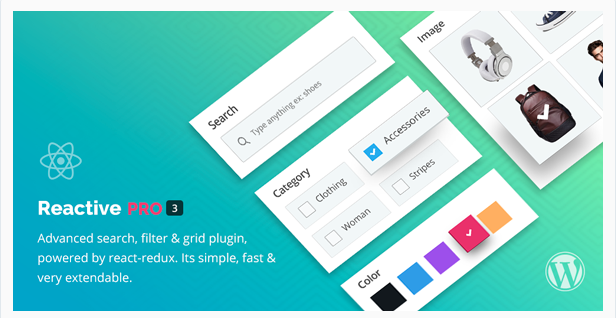 Image
Search
Type anything ex: shoes
Accessories
Category
Clothing
Stripes
Woman
Reactive PRO 3
Advanced search, filter & grid plugin,
powered by react-redux. Its simple, fast &
very extendable.
Color